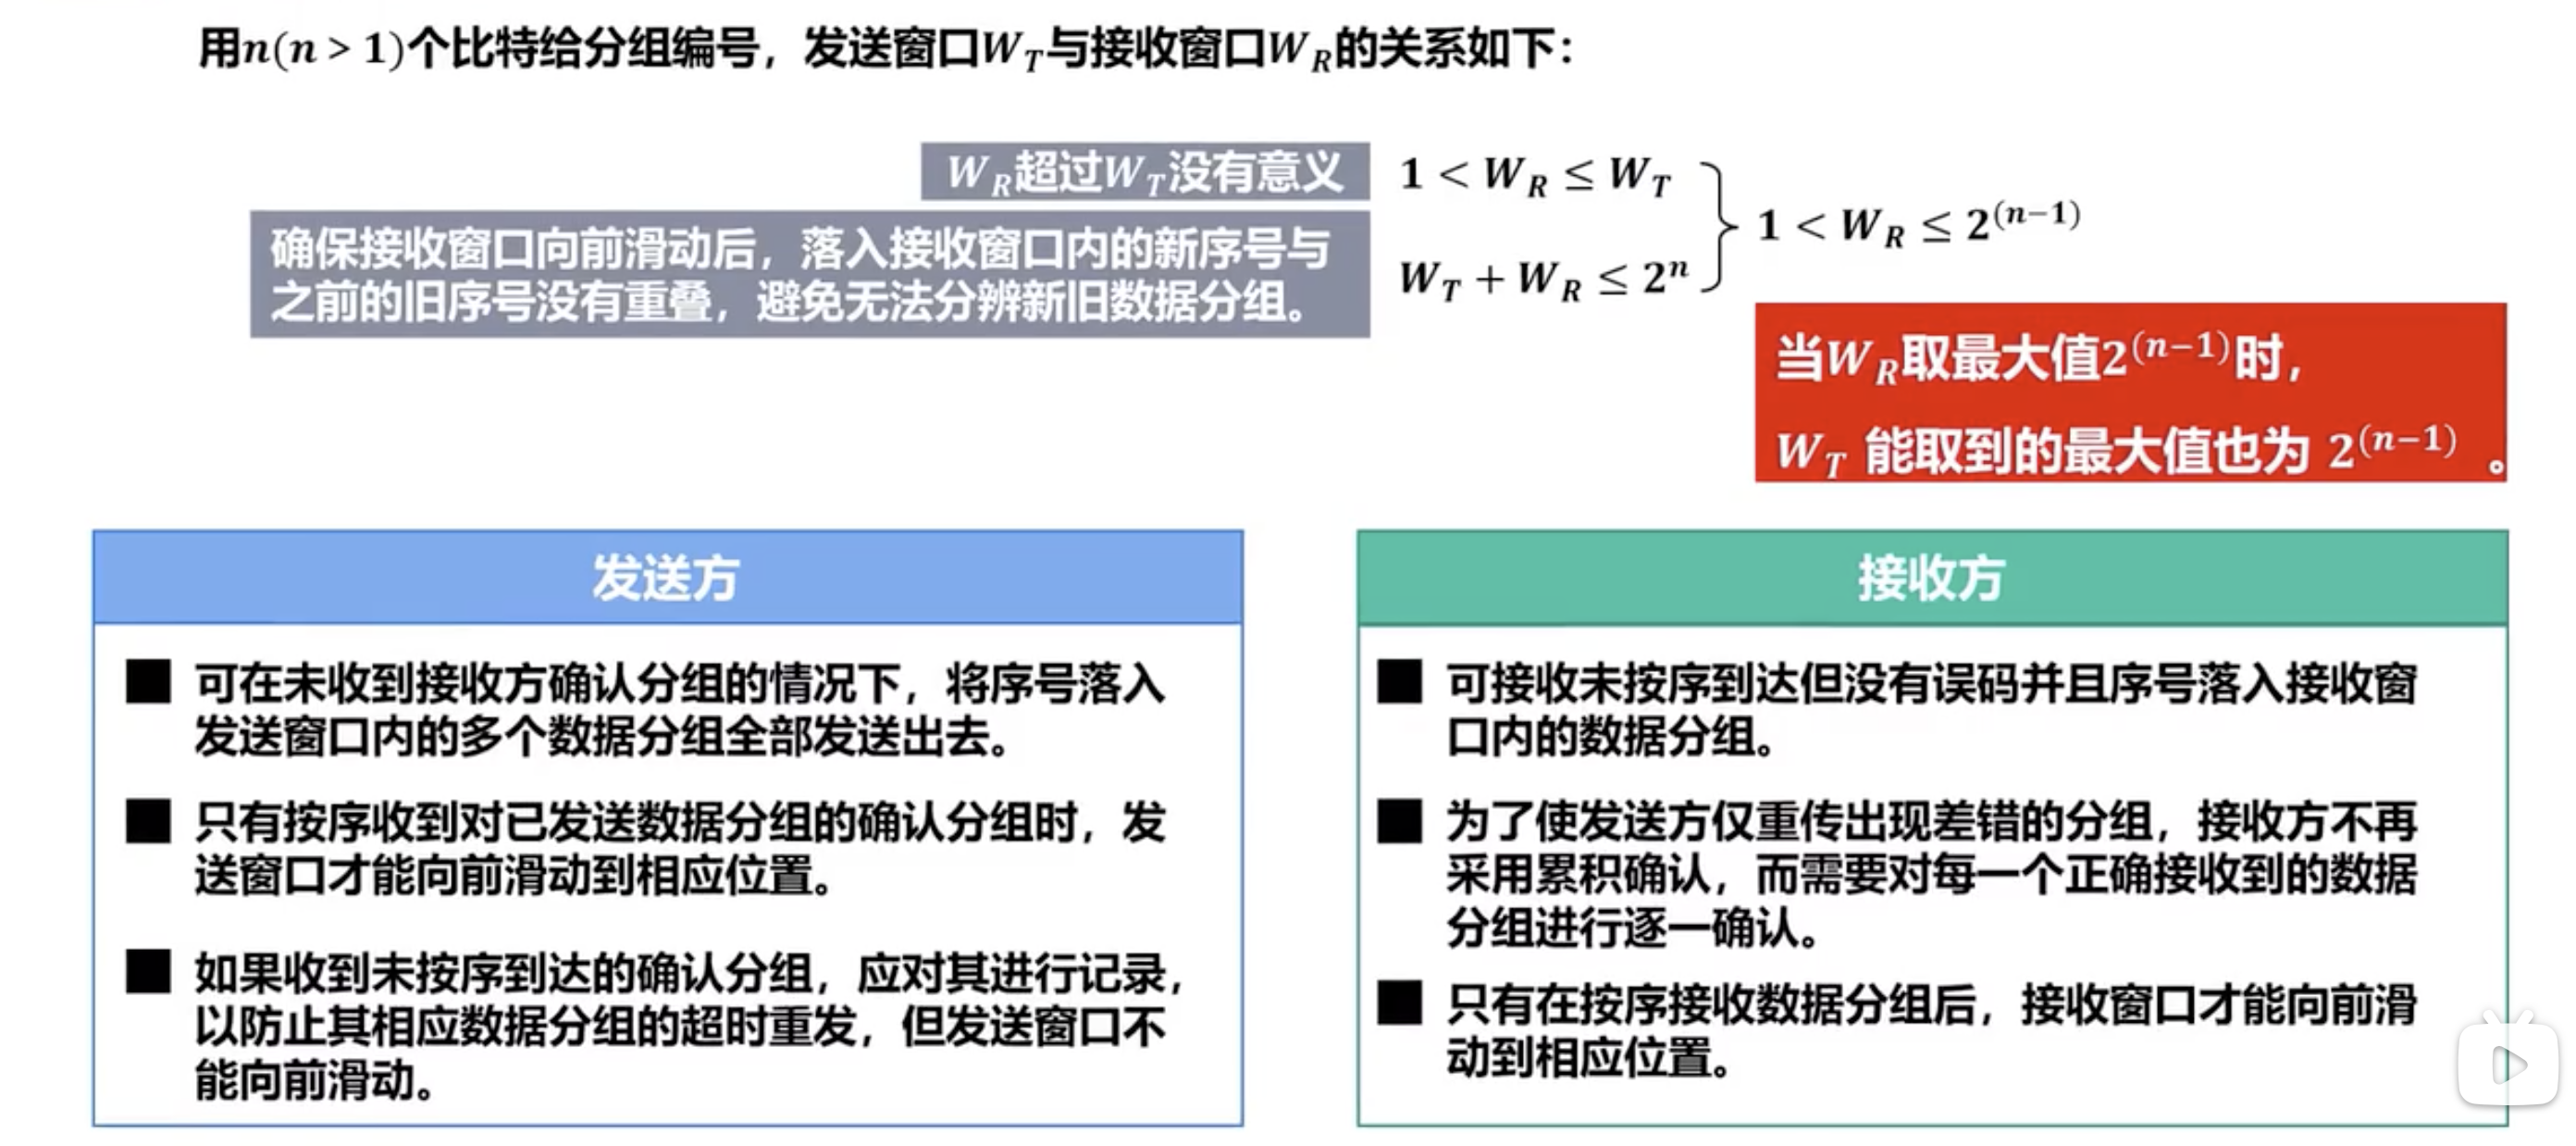 用n(n > 1)个比特给分组编号，发送窗口W_T与接收窗口W_R的关系如下：
W_R超过W_T没有意义
1 < W_R ≤ W_T
确保接收窗口向前滑动后，落入接收窗口内的新序号与
之前的旧序号没有重叠，避免无法分辨新旧数据分组。
W_T + W_R ≤ 2^n
1 < W_R ≤ 2^(n−1)
当W_R取最大值2^(n−1)时，
W_T 能取到的最大值也为 2^(n−1) 。
发送方
■ 可在未收到接收方确认分组的情况下，将序号落入
发送窗口内的多个数据分组全部发送出去。
■ 只有按序收到对已发送数据分组的确认分组时，发
送窗口才能向前滑动到相应位置。
■ 如果收到未按序到达的确认分组，应对其进行记录，
以防止其相应数据分组的超时重发，但发送窗口不
能向前滑动。
接收方
■ 可接收未按序到达但没有误码并且序号落入接收窗
口内的数据分组。
■ 为了使发送方仅重传出现差错的分组，接收方不再
采用累积确认，而需要对每一个正确接收到的数据
分组进行逐一确认。
■ 只有在按序接收数据分组后，接收窗口才能向前滑
动到相应位置。